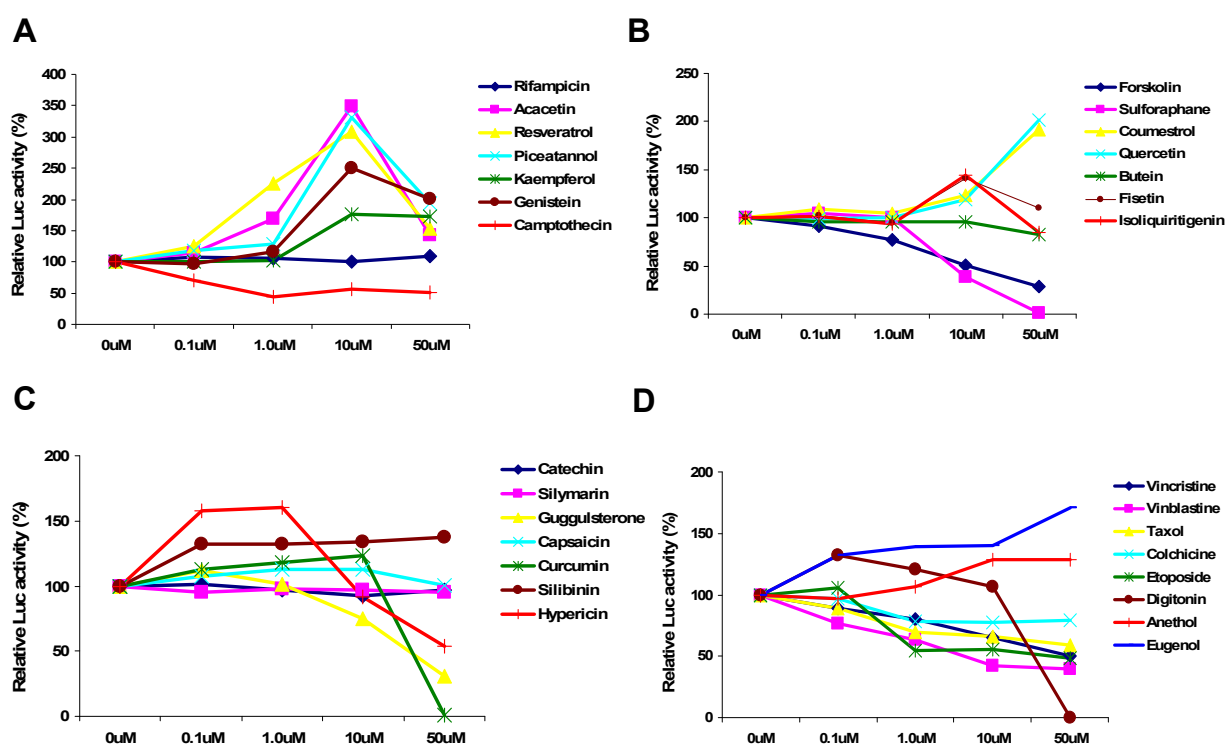 A
Relative Luc activity (%)
400
350
300
250
200
150
100
50
0
0uM 0.1uM 1.0uM 10uM 50uM
Rifampicin
Acacetin
Resveratrol
Piceatannol
Kaempferol
Genistein
Camptothecin
B
Relative Luc activity (%)
250
200
150
100
50
0
0uM 0.1uM 1.0uM 10uM 50uM
Forskolin
Sulforaphane
Coumestrol
Quercetin
Butein
Fisetin
Isoliquiritigenin
C
Relative Luc activity (%)
200
150
100
50
0
0uM 0.1uM 1.0uM 10uM 50uM
Catechin
Silymarin
Guggulsterone
Capsaicin
Curcumin
Silibinin
Hypericin
D
Relative Luc activity (%)
200
150
100
50
0
0uM 0.1uM 1.0uM 10uM 50uM
Vincristine
Vinblastine
Taxol
Colchicine
Etoposide
Digitonin
Anethol
Eugenol